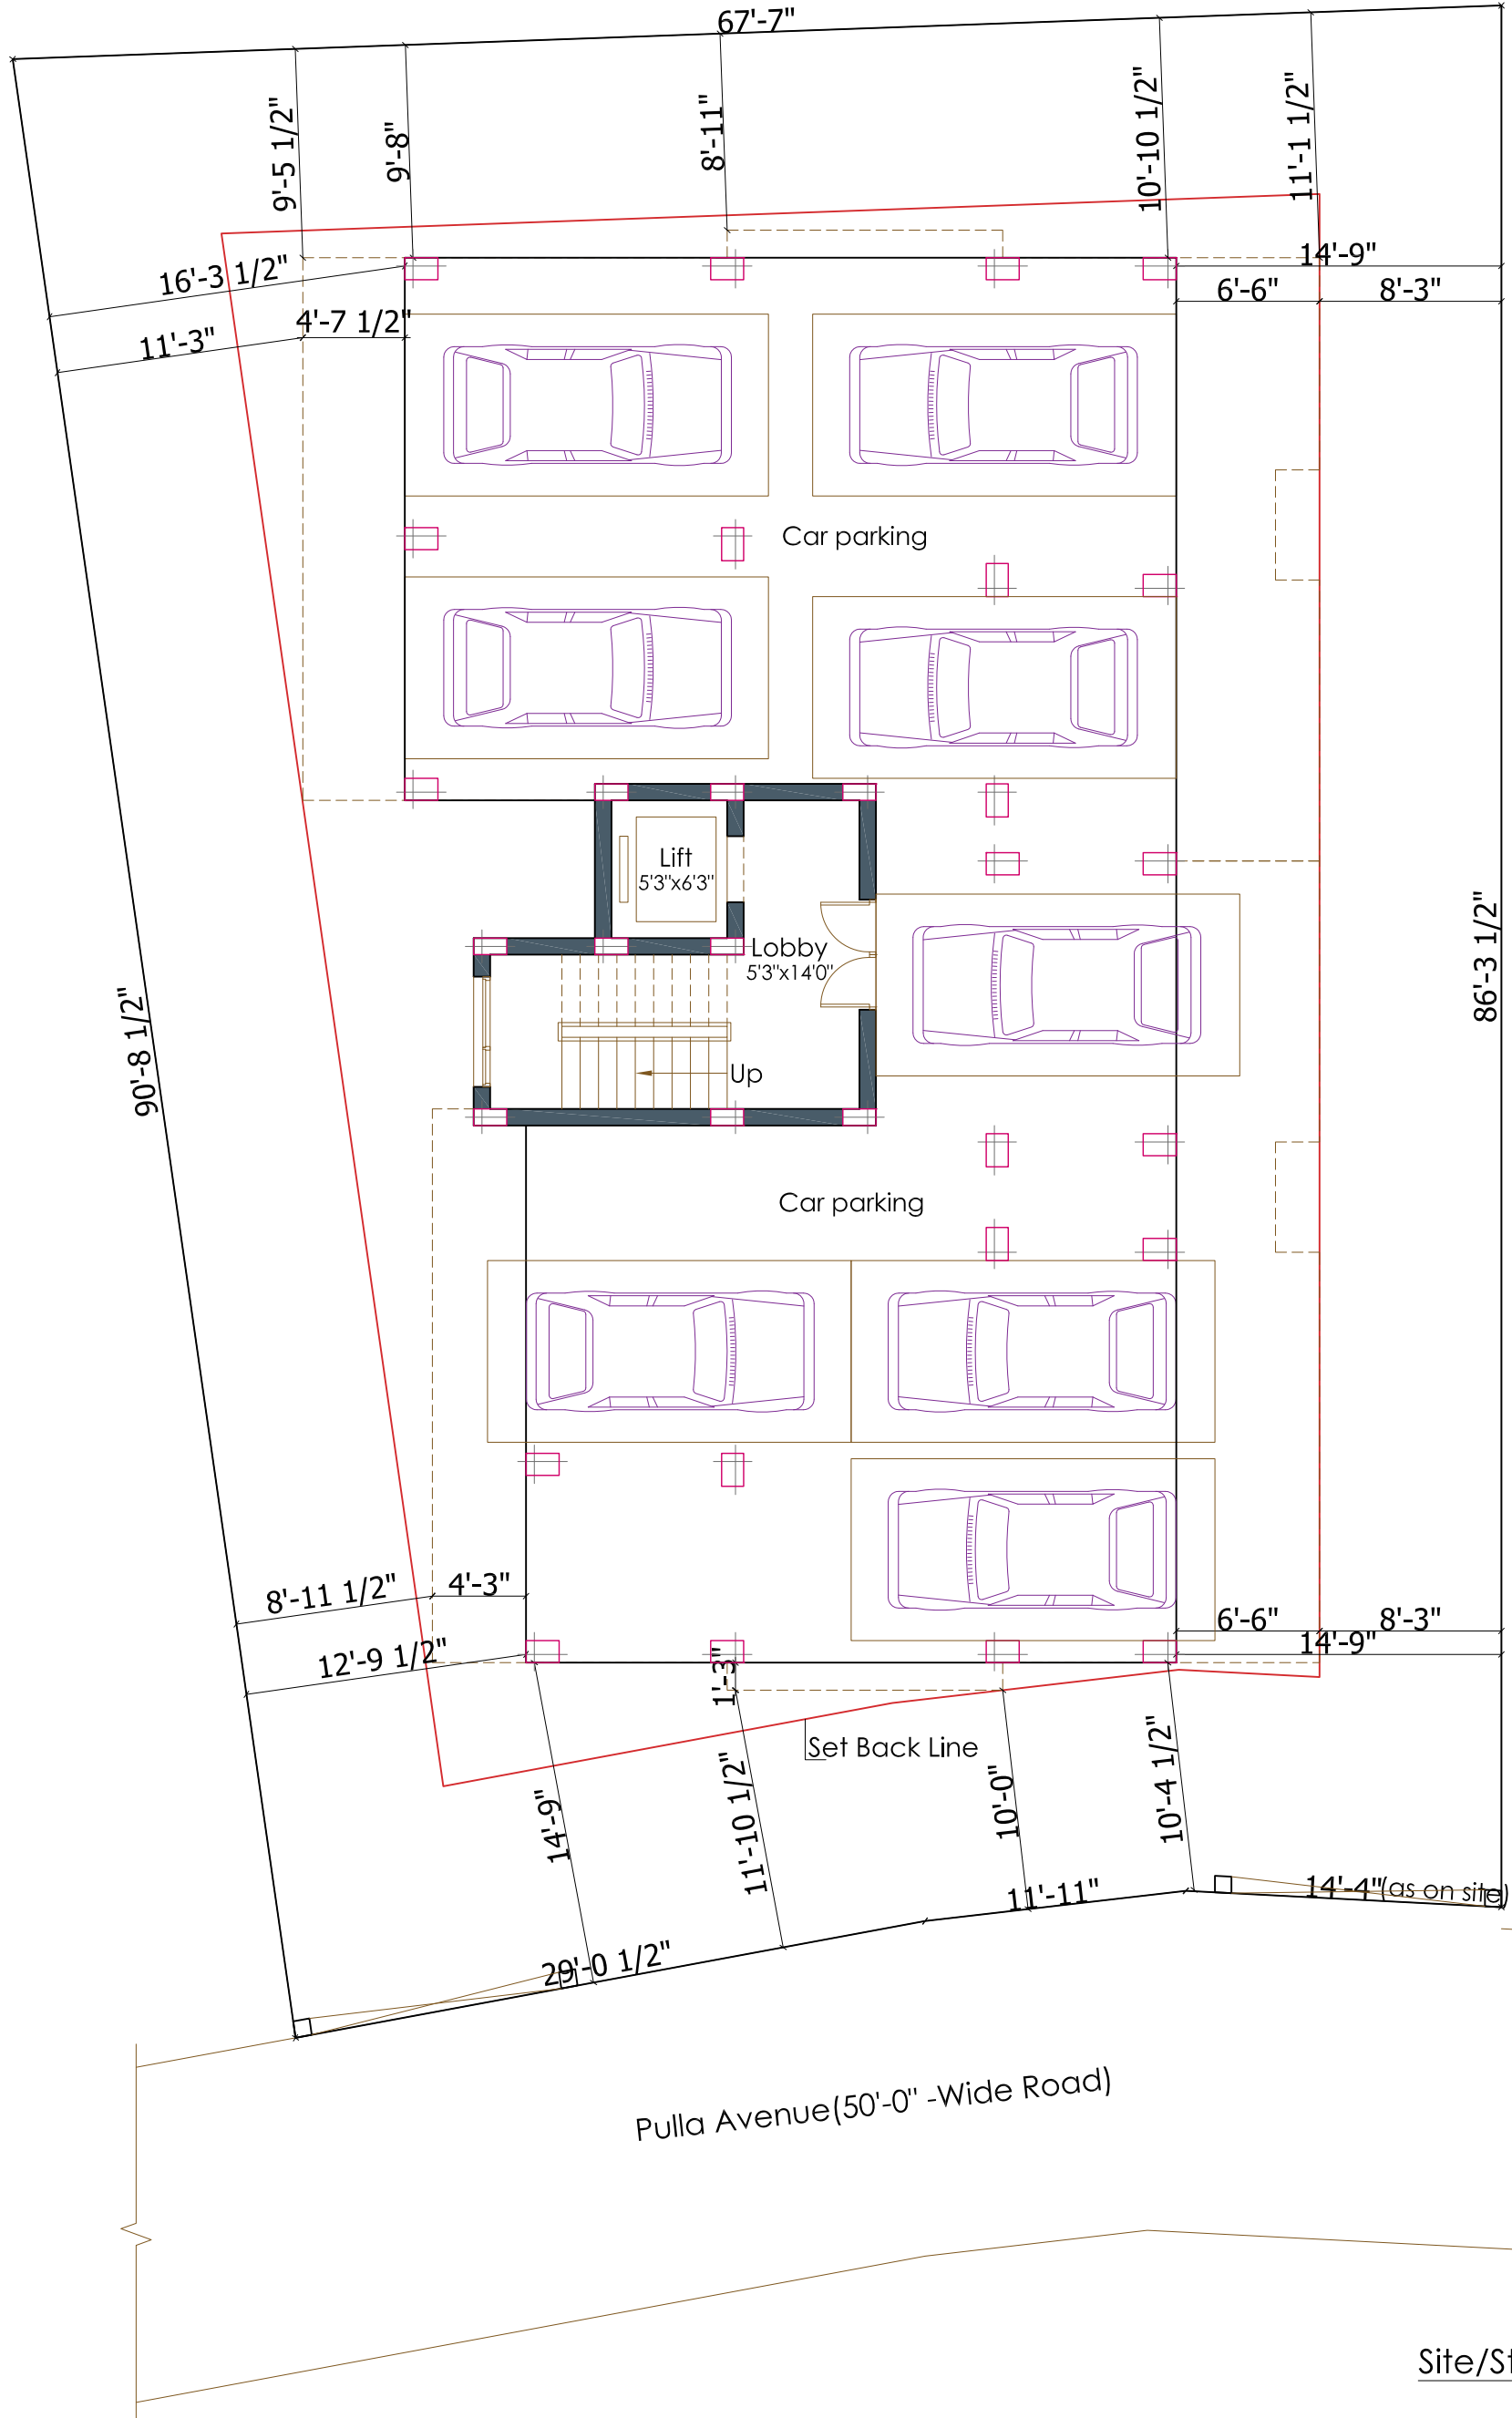 67'-7"
9'-5 1/2"
9'-8"
8'-11"
10'-10 1/2"
11'-1 1/2"
14'-9"
16'-3 1/2"
6'-6"
8'-3"
4'-7 1/2"
11'-3"
Car parking
Lift
5'3"x6'3"
Lobby
5'3"x14'0"
86'-3 1/2"
90'-8 1/2"
Up
Car parking
8'-11 1/2"
4'-3"
6'-6"
8'-3"
14'-9"
12'-9 1/2"
1'-3"
Set Back Line
14'-9"
11'-10 1/2"
10'-0"
10'-4 1/2"
11'-11"
14'-4"(as on site)
29'-0 1/2"
Pulla Avenue(50'-0" -Wide Road)
Site/St